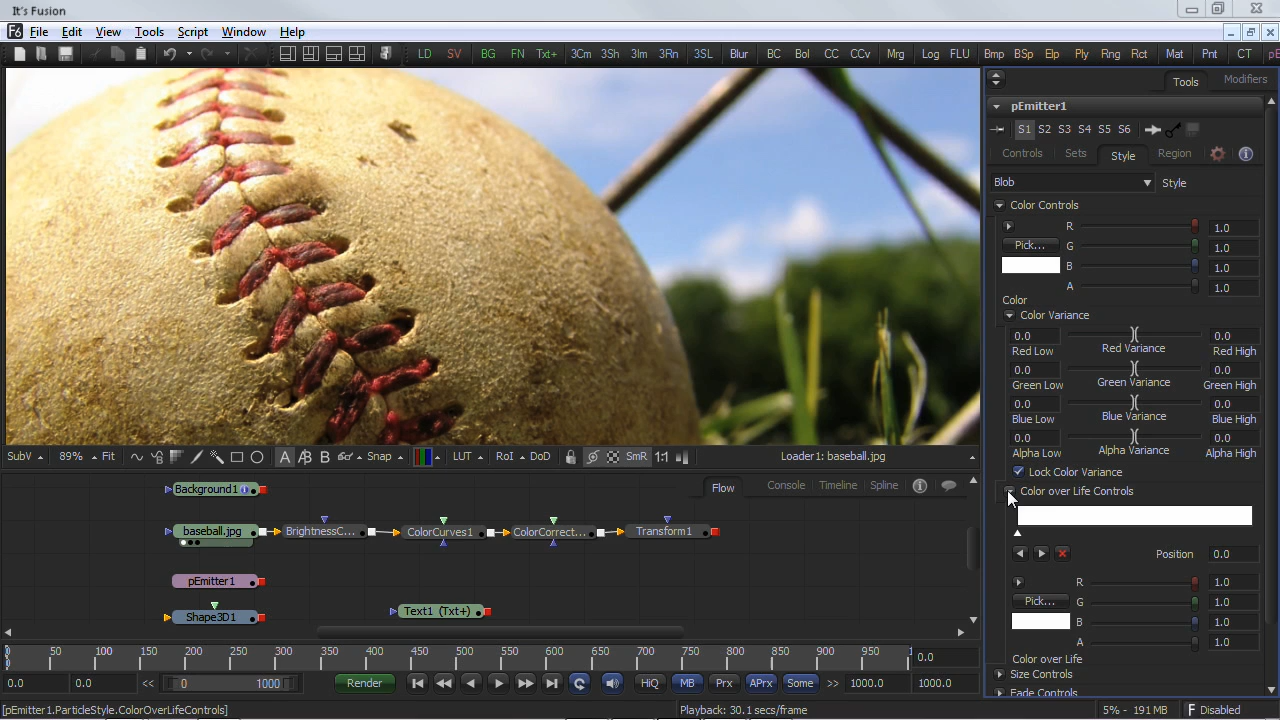 It's Fusion
File Edit View Tools Script Window Help
LD SV BG FN Txt+ 3Cm 3Sh 3Im 3Rn 3SL Blur BC Bol CC CCv Mrg Log FLU Bmp BSp Elp Ply Rng Rct Mat Pnt CT pE
Tools Modifiers
pEmitter1
S1 S2 S3 S4 S5 S6
Controls Sets Style Region
Blob Style
Color Controls
R 1.0
Pick... G 1.0
B 1.0
A 1.0
Color
Color Variance
0.0 0.0
Red Low Red Variance Red High
0.0 0.0
Green Low Green Variance Green High
0.0 0.0
Blue Low Blue Variance Blue High
0.0 0.0
Alpha Low Alpha Variance Alpha High
Lock Color Variance
Color over Life Controls
Position 0.0
R 1.0
Pick... G 1.0
B 1.0
A 1.0
Color over Life
Size Controls
Fade Controls
SubV 89% Fit A B B Snap LUT RoI DoD SmR 1:1 Loader1: baseball.jpg
Flow Console Timeline Spline
Background1
baseball.jpg BrightnessC... ColorCurves1 ColorCorrect... Transform1
pEmitter1
Shape3D1 Text1 (Txt+)
0 50 100 150 200 250 300 350 400 450 500 550 600 650 700 750 800 850 900 950 1 0.0
0.0 0.0 << 0 1000 Render HiQ MB Prx APrx Some >> 1000.0 1000.0
[pEmitter1.ParticleStyle.ColorOverLifeControls] Playback: 30.1 secs/frame 5% - 191 MB F Disabled